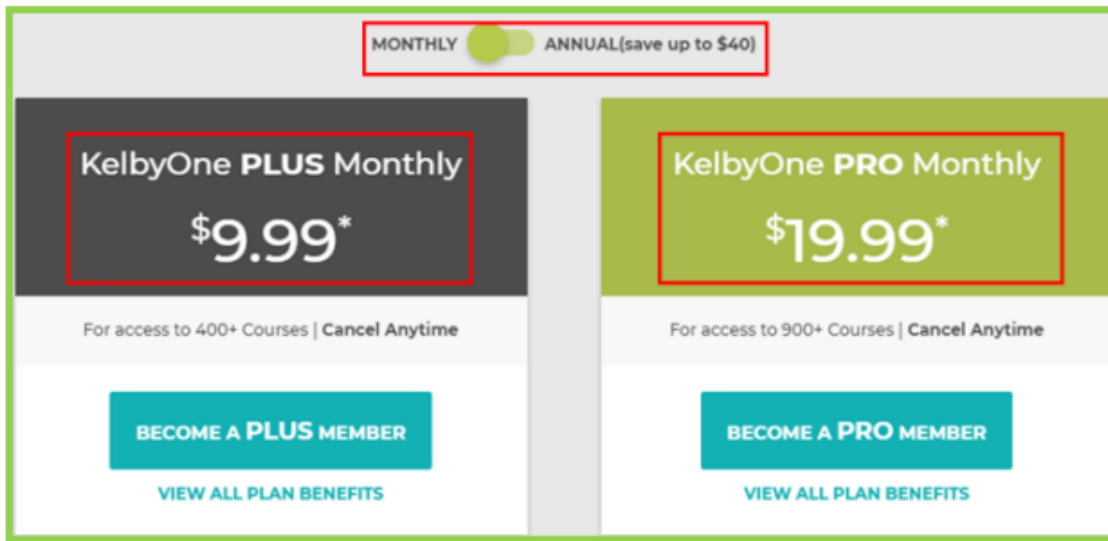 MONTHLY ANNUAL(save up to $40)
KelbyOne PLUS Monthly
$9.99*
For access to 400+ Courses | Cancel Anytime
BECOME A PLUS MEMBER
VIEW ALL PLAN BENEFITS
KelbyOne PRO Monthly
$19.99*
For access to 900+ Courses | Cancel Anytime
BECOME A PRO MEMBER
VIEW ALL PLAN BENEFITS